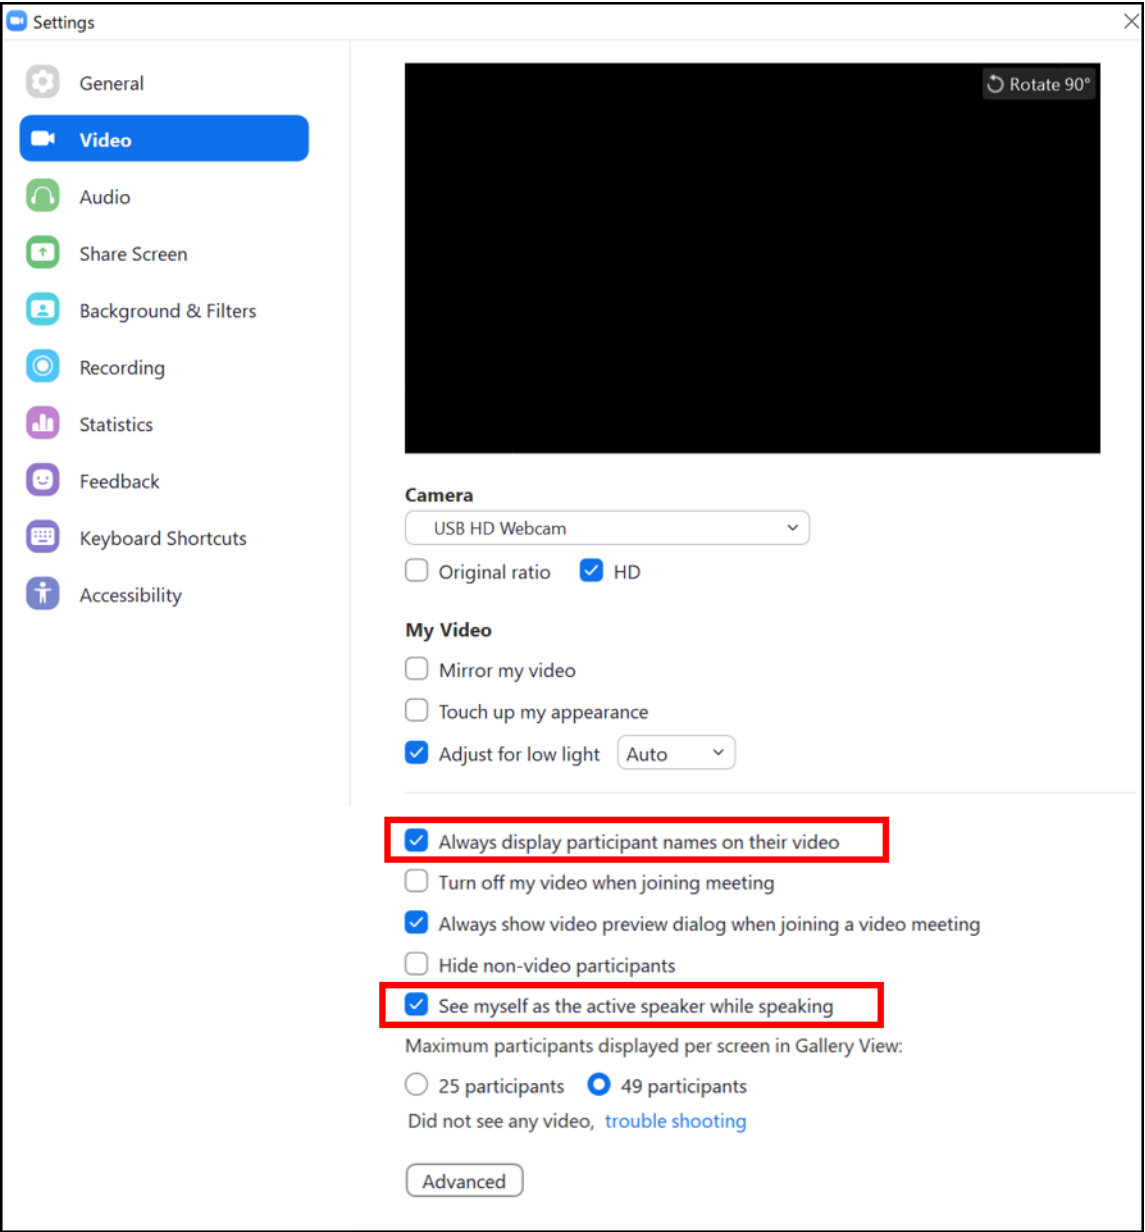 Settings
General
Video
Audio
Share Screen
Background & Filters
Recording
Statistics
Feedback
Keyboard Shortcuts
Accessibility
Rotate 90°
Camera
USB HD Webcam
Original ratio HD
My Video
Mirror my video
Touch up my appearance
Adjust for low light Auto
Always display participant names on their video
Turn off my video when joining meeting
Always show video preview dialog when joining a video meeting
Hide non-video participants
See myself as the active speaker while speaking
Maximum participants displayed per screen in Gallery View:
25 participants 49 participants
Did not see any video, trouble shooting
Advanced